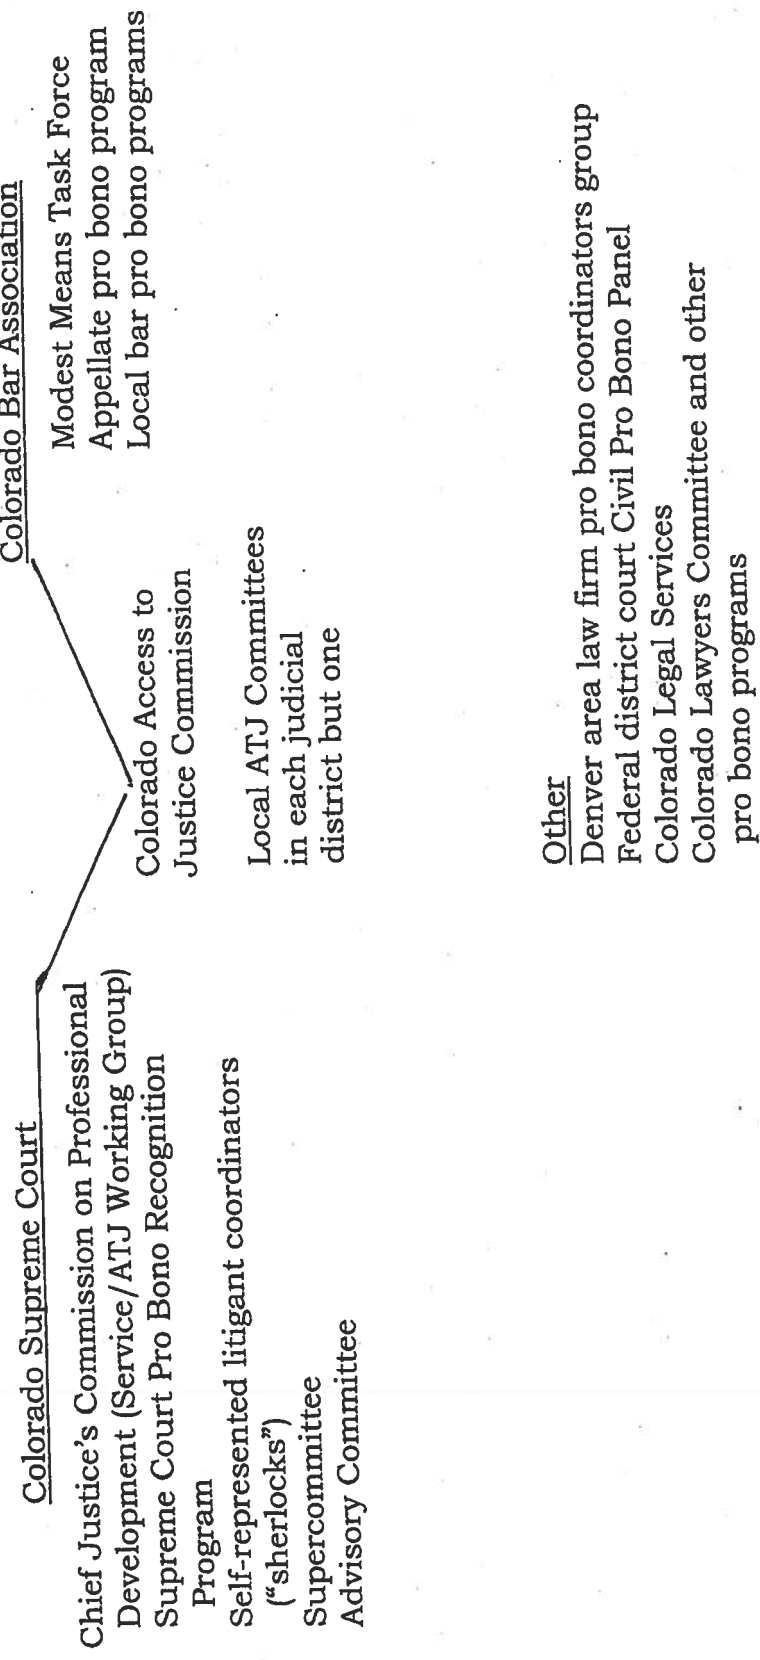 Colorado Supreme Court
Chief Justice's Commission on Professional
Development (Service/ATJ Working Group)
Supreme Court Pro Bono Recognition
Program
Self-represented litigant coordinators
("sherlocks")
Supercommittee
Advisory Committee
Colorado Bar Association
Modest Means Task Force
Appellate pro bono program
Local bar pro bono programs
Colorado Access to
Justice Commission
Local ATJ Committees
in each judicial
district but one
Other
Denver area law firm pro bono coordinators group
Federal district court Civil Pro Bono Panel
Colorado Legal Services
Colorado Lawyers Committee and other
pro bono programs